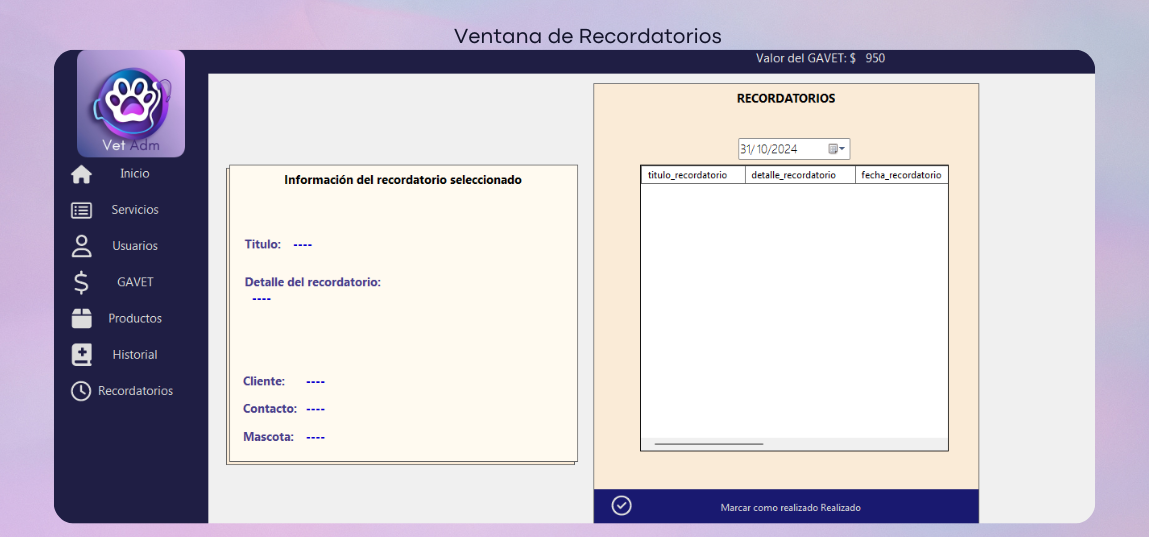 Ventana de Recordatorios
Valor del GAVET: $ 950
Vet Adm
Inicio
Servicios
Usuarios
GAVET
Productos
Historial
Recordatorios
Información del recordatorio seleccionado
Titulo: ----
Detalle del recordatorio:
----
Cliente: ----
Contacto: ----
Mascota: ----
RECORDATORIOS
31/10/2024
titulo_recordatorio detalle_recordatorio fecha_recordatorio
Marcar como realizado Realizado